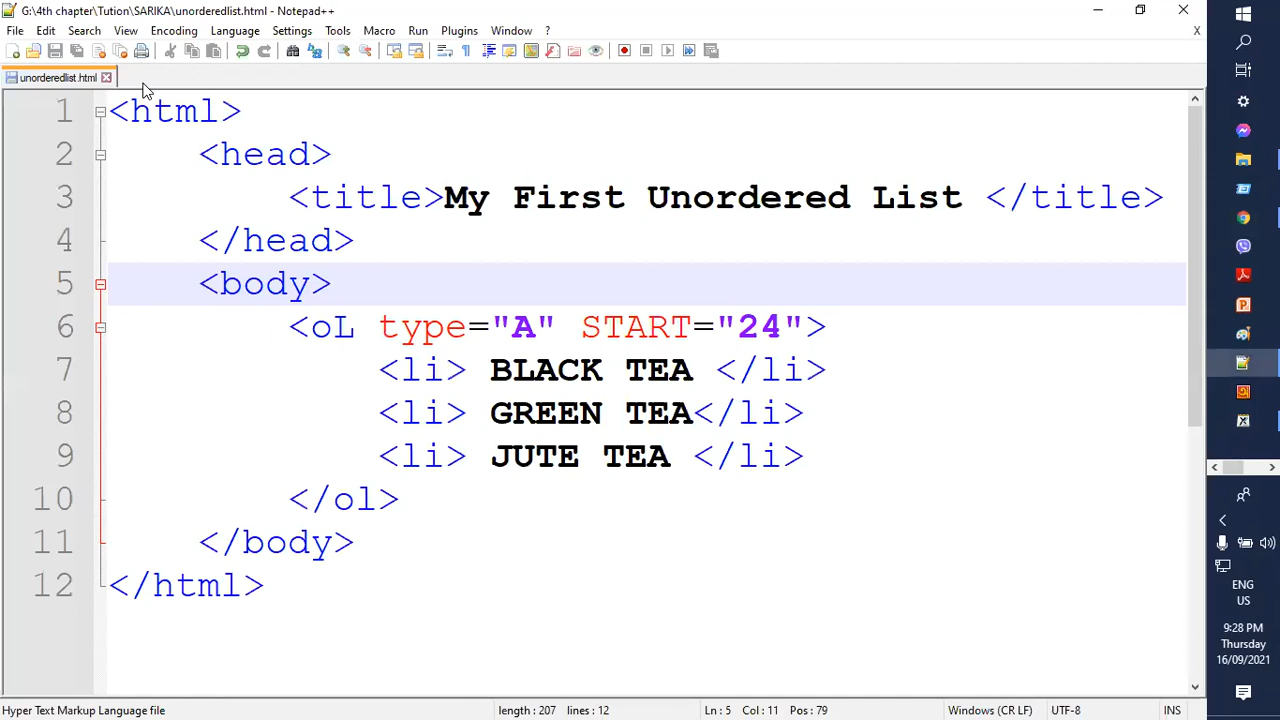 G:\4th chapter\Tution\SARIKA\unorderedlist.html - Notepad++
File Edit Search View Encoding Language Settings Tools Macro Run Plugins Window ? X
unorderedlist.html
1 <html>
2 <head>
3 <title>My First Unordered List </title>
4 </head>
5 <body>
6 <oL type="A" START="24">
7 <li> BLACK TEA </li>
8 <li> GREEN TEA</li>
9 <li> JUTE TEA </li>
10 </ol>
11 </body>
12 </html>
ENG
US
9:28 PM
Thursday
16/09/2021
Hyper Text Markup Language file length : 207 lines : 12 Ln : 5 Col : 11 Pos : 79 Windows (CR LF) UTF-8 INS